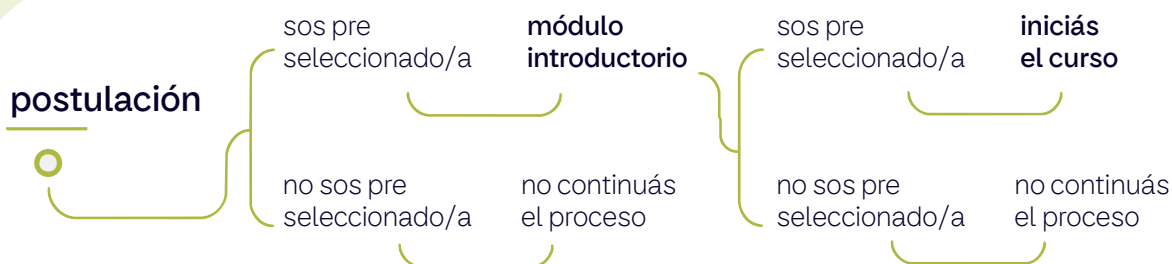 postulación
sos pre
seleccionado/a
módulo
introductorio
no sos pre
seleccionado/a
no continuás
el proceso
sos pre
seleccionado/a
iniciás
el curso
no sos pre
seleccionado/a
no continuás
el proceso